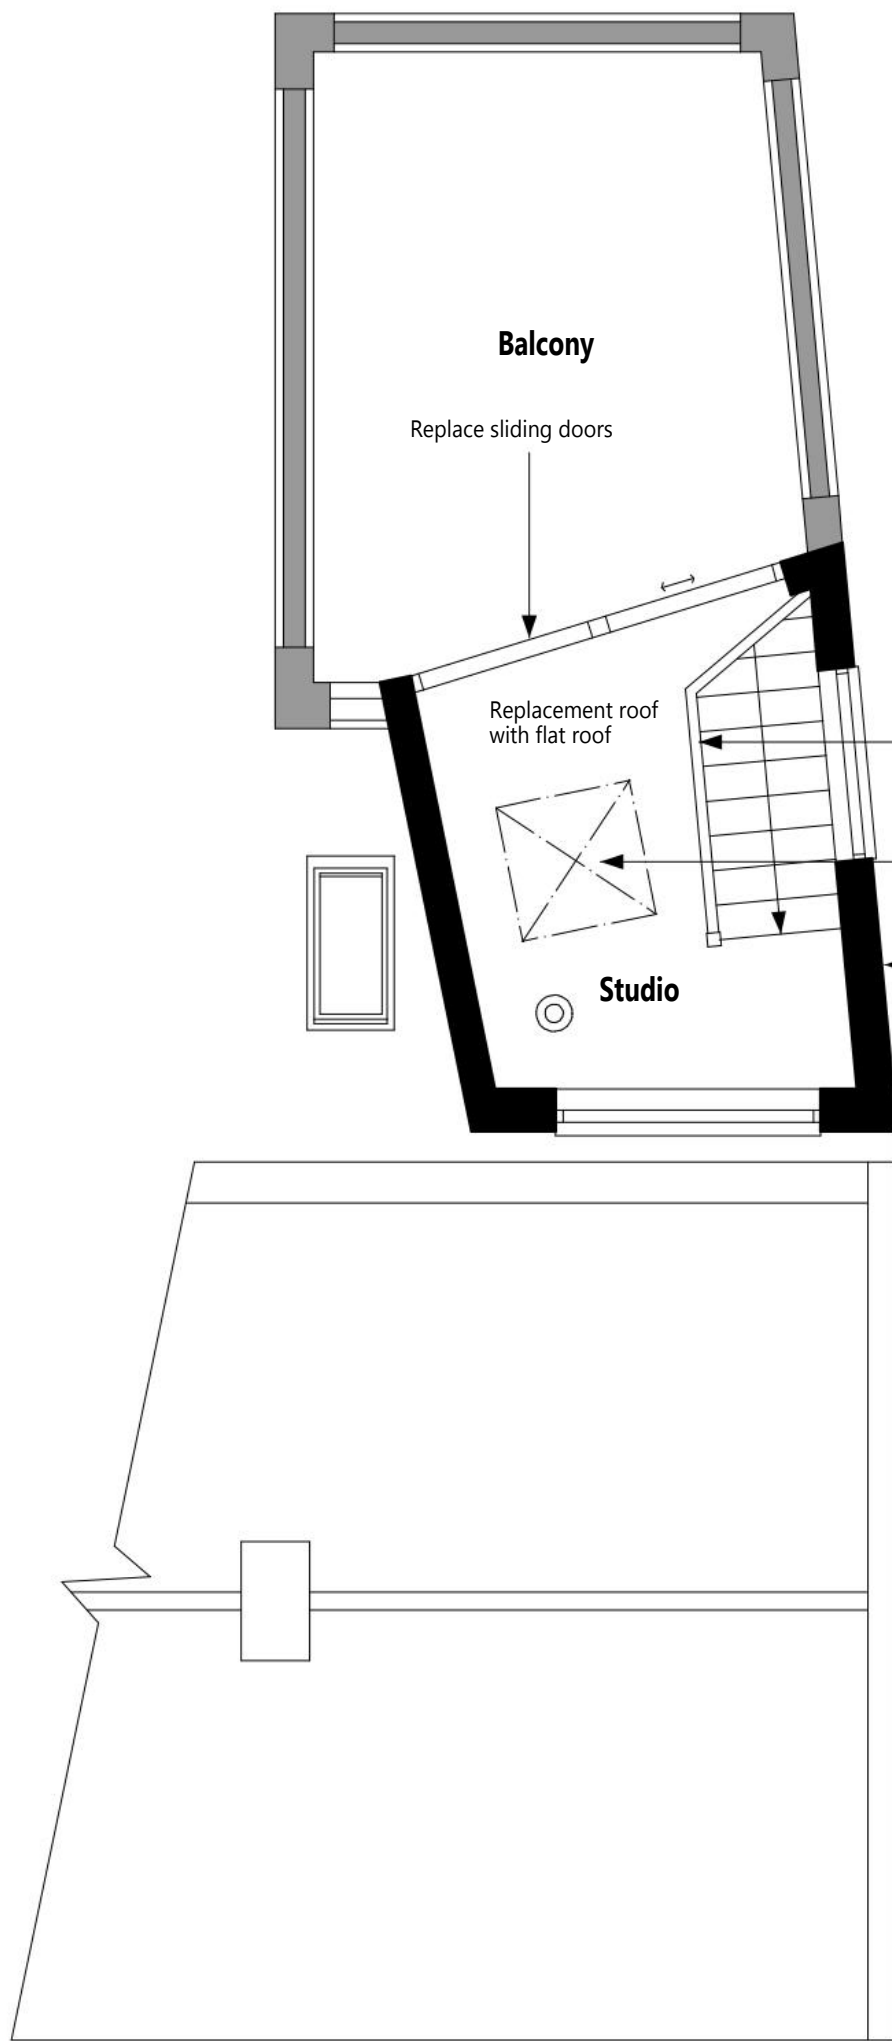 Balcony
Replace sliding doors
Replacement roof
with flat roof
Studio